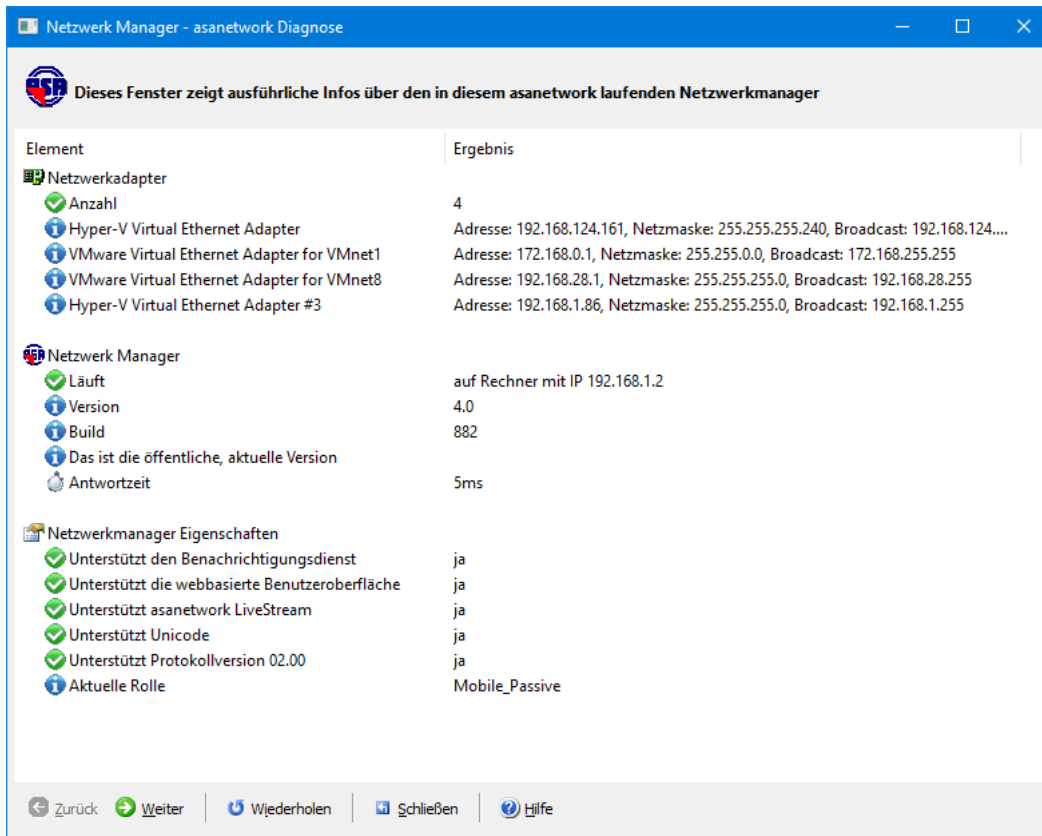 Netzwerk Manager - asanetwork Diagnose
ASA
Dieses Fenster zeigt ausführliche Infos über den in diesem asanetwork laufenden Netzwerkmanager
Element Ergebnis
Netzwerkadapter
Anzahl 4
Hyper-V Virtual Ethernet Adapter Adresse: 192.168.124.161, Netzmaske: 255.255.255.240, Broadcast: 192.168.124....
VMware Virtual Ethernet Adapter for VMnet1 Adresse: 172.168.0.1, Netzmaske: 255.255.0.0, Broadcast: 172.168.255.255
VMware Virtual Ethernet Adapter for VMnet8 Adresse: 192.168.28.1, Netzmaske: 255.255.255.0, Broadcast: 192.168.28.255
Hyper-V Virtual Ethernet Adapter #3 Adresse: 192.168.1.86, Netzmaske: 255.255.255.0, Broadcast: 192.168.1.255
Netzwerk Manager
Läuft auf Rechner mit IP 192.168.1.2
Version 4.0
Build 882
Das ist die öffentliche, aktuelle Version
Antwortzeit 5ms
Netzwerkmanager Eigenschaften
Unterstützt den Benachrichtigungsdienst ja
Unterstützt die webbasierte Benutzeroberfläche ja
Unterstützt asanetwork LiveStream ja
Unterstützt Unicode ja
Unterstützt Protokollversion 02.00 ja
Aktuelle Rolle Mobile_Passive
Zurück Weiter Wiederholen Schließen Hilfe